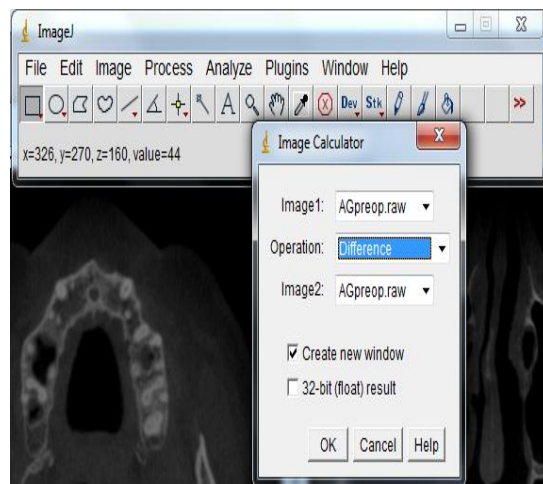 ImageJ
File Edit Image Process Analyze Plugins Window Help
A Dev Stk >>
x=326, y=270, z=160, value=44
Image Calculator
Image1: AGpreop.raw
Operation: Difference
Image2: AGpreop.raw
Create new window
32-bit (float) result
OK Cancel Help